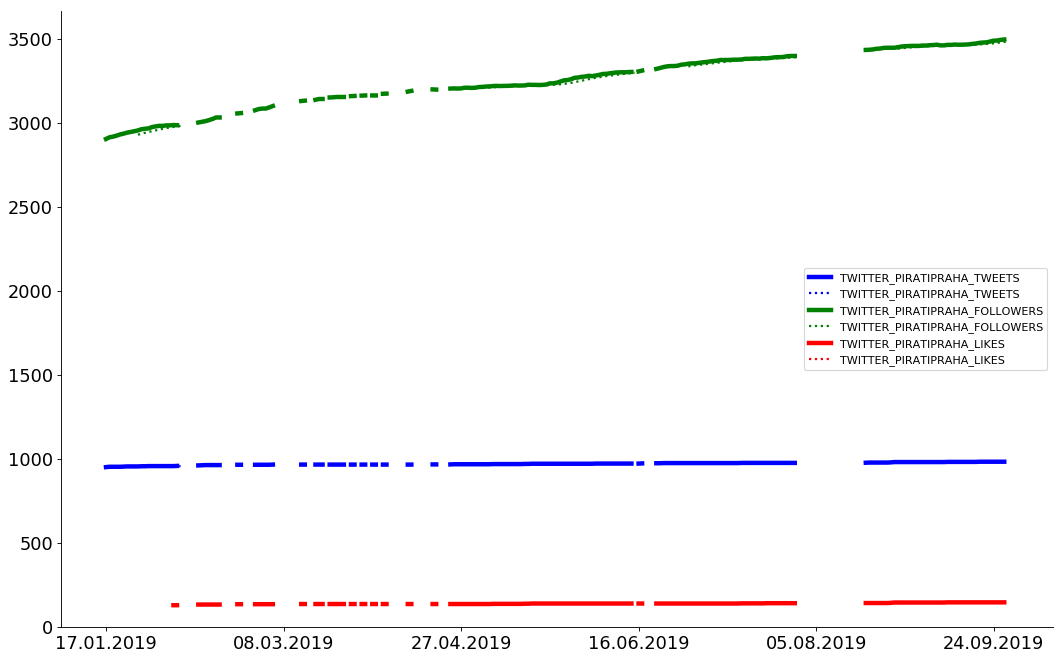 3500
3000
2500
2000
1500
1000
500
0
TWITTER_PIRATIPRAHA_TWEETS
TWITTER_PIRATIPRAHA_TWEETS
TWITTER_PIRATIPRAHA_FOLLOWERS
TWITTER_PIRATIPRAHA_FOLLOWERS
TWITTER_PIRATIPRAHA_LIKES
TWITTER_PIRATIPRAHA_LIKES
17.01.2019 08.03.2019 27.04.2019 16.06.2019 05.08.2019 24.09.2019